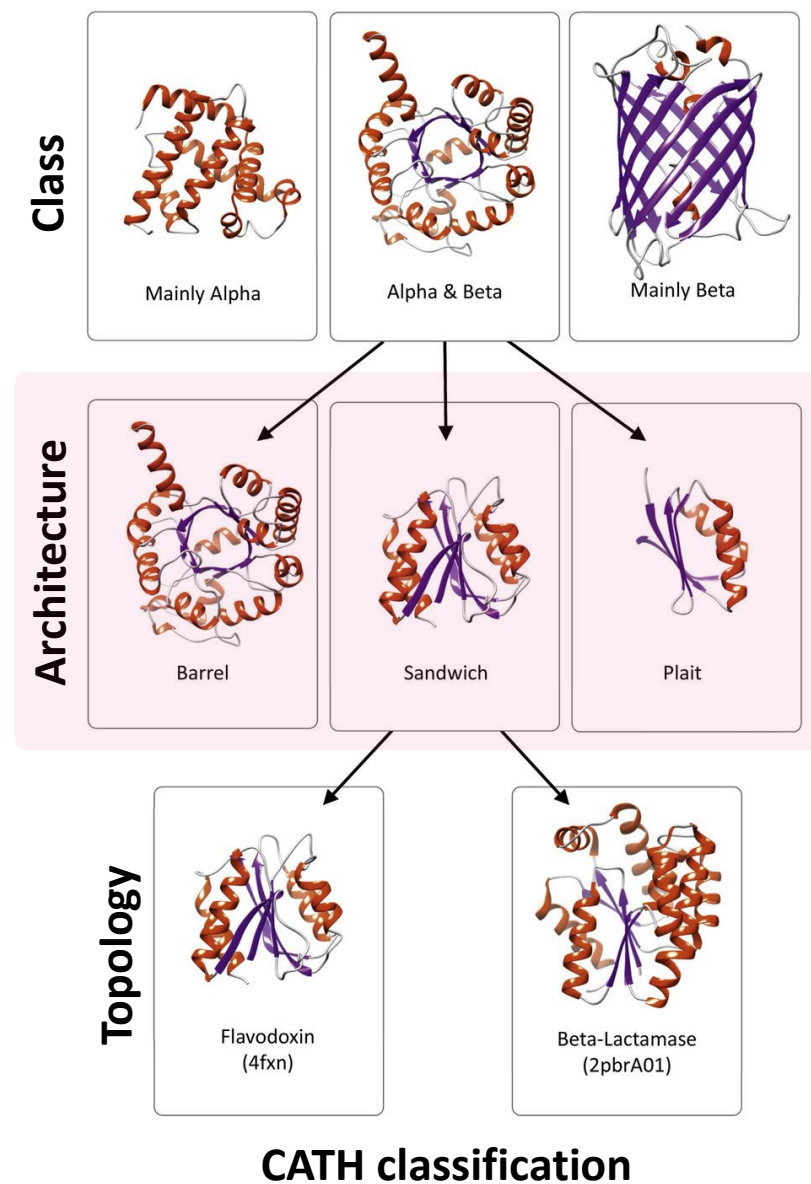 Class
Mainly Alpha
Alpha & Beta
Mainly Beta
Architecture
Barrel
Sandwich
Plait
Topology
Flavodoxin
(4fxn)
Beta-Lactamase
(2pbrA01)
CATH classification